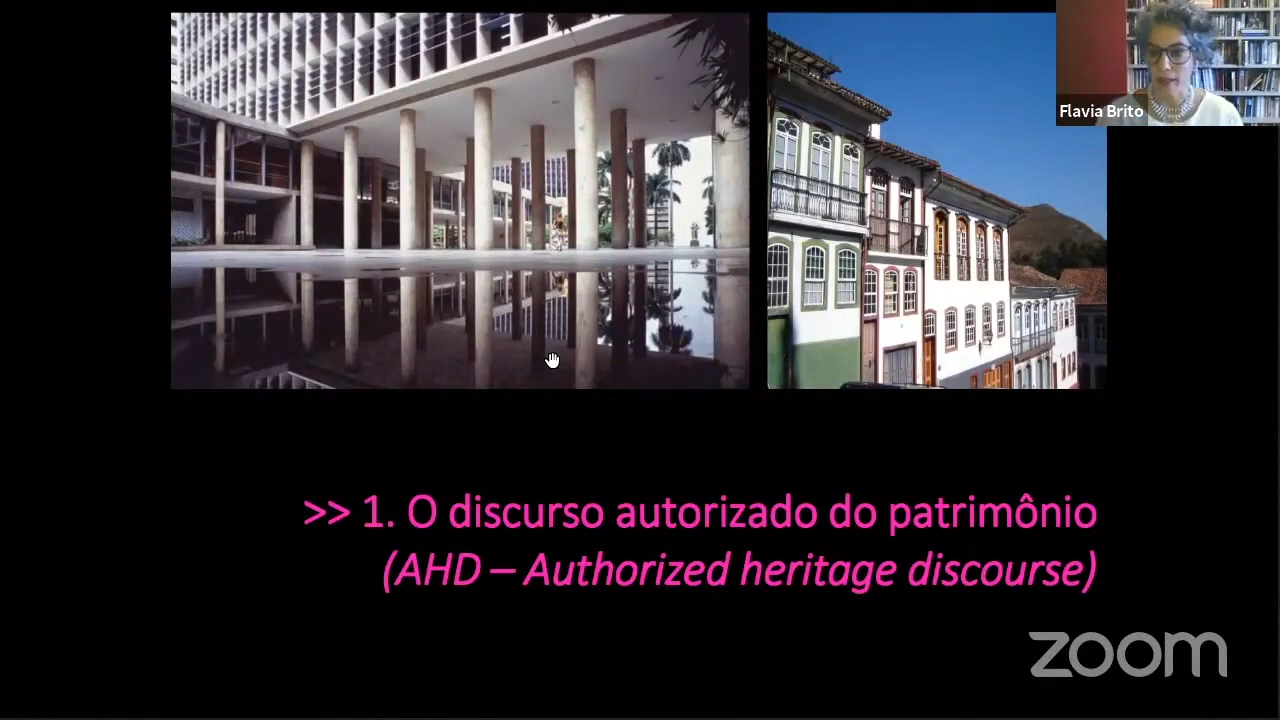 Flavia Brito
>> 1. O discurso autorizado do patrimônio
(AHD – Authorized heritage discourse)
zoom